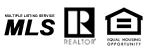 MULTIPLE LISTING SERVICE
MLS
R
REALTOR®
EQUAL HOUSING
OPPORTUNITY